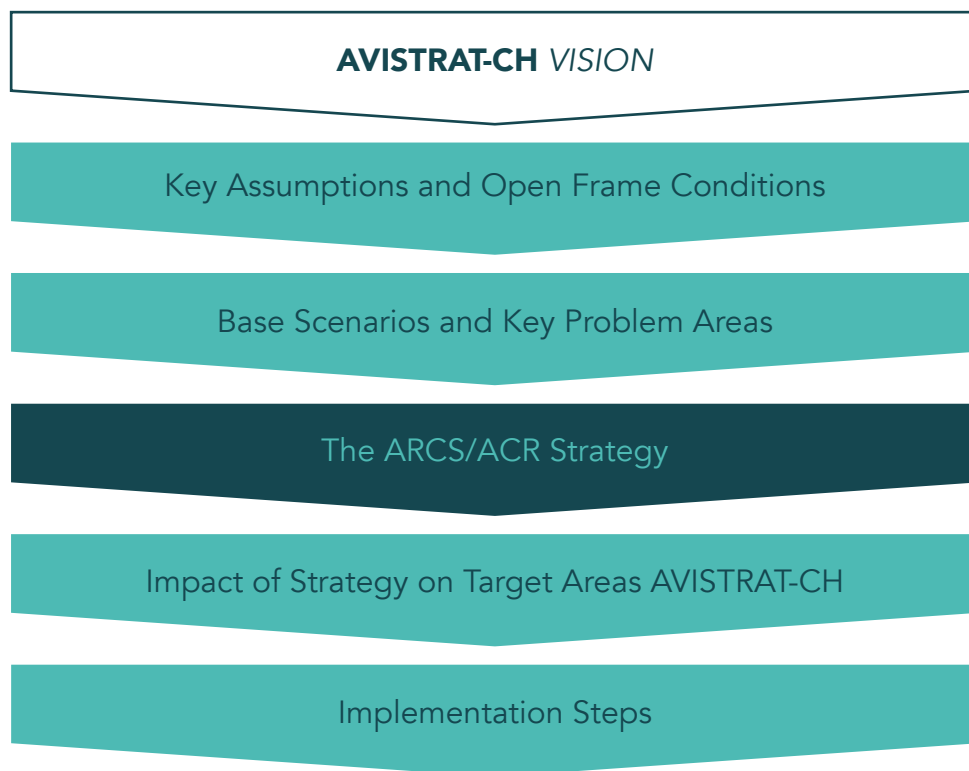 AVISTRAT-CH VISION
Key Assumptions and Open Frame Conditions
Base Scenarios and Key Problem Areas
The ARCS/ACR Strategy
Impact of Strategy on Target Areas AVISTRAT-CH
Implementation Steps